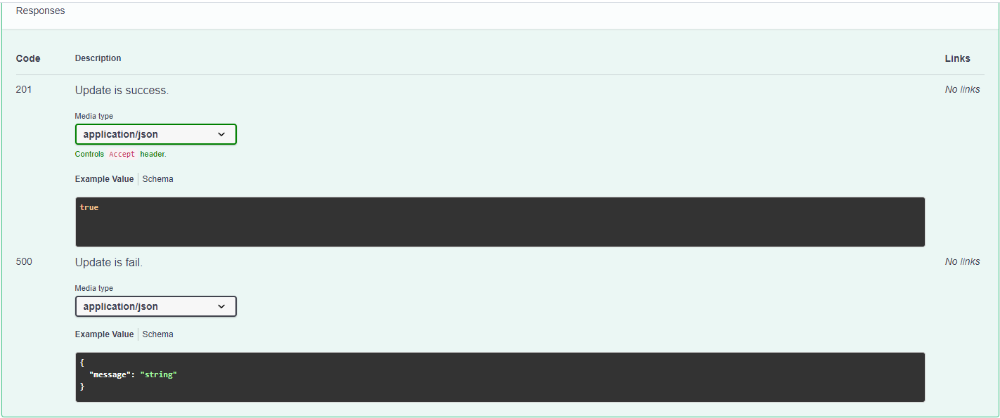 Responses
Code Description Links
201 Update is success. No links
Media type
application/json
Controls Accept header.
Example Value Schema
true
500 Update is fail. No links
Media type
application/json
Example Value Schema
{
"message": "string"
}